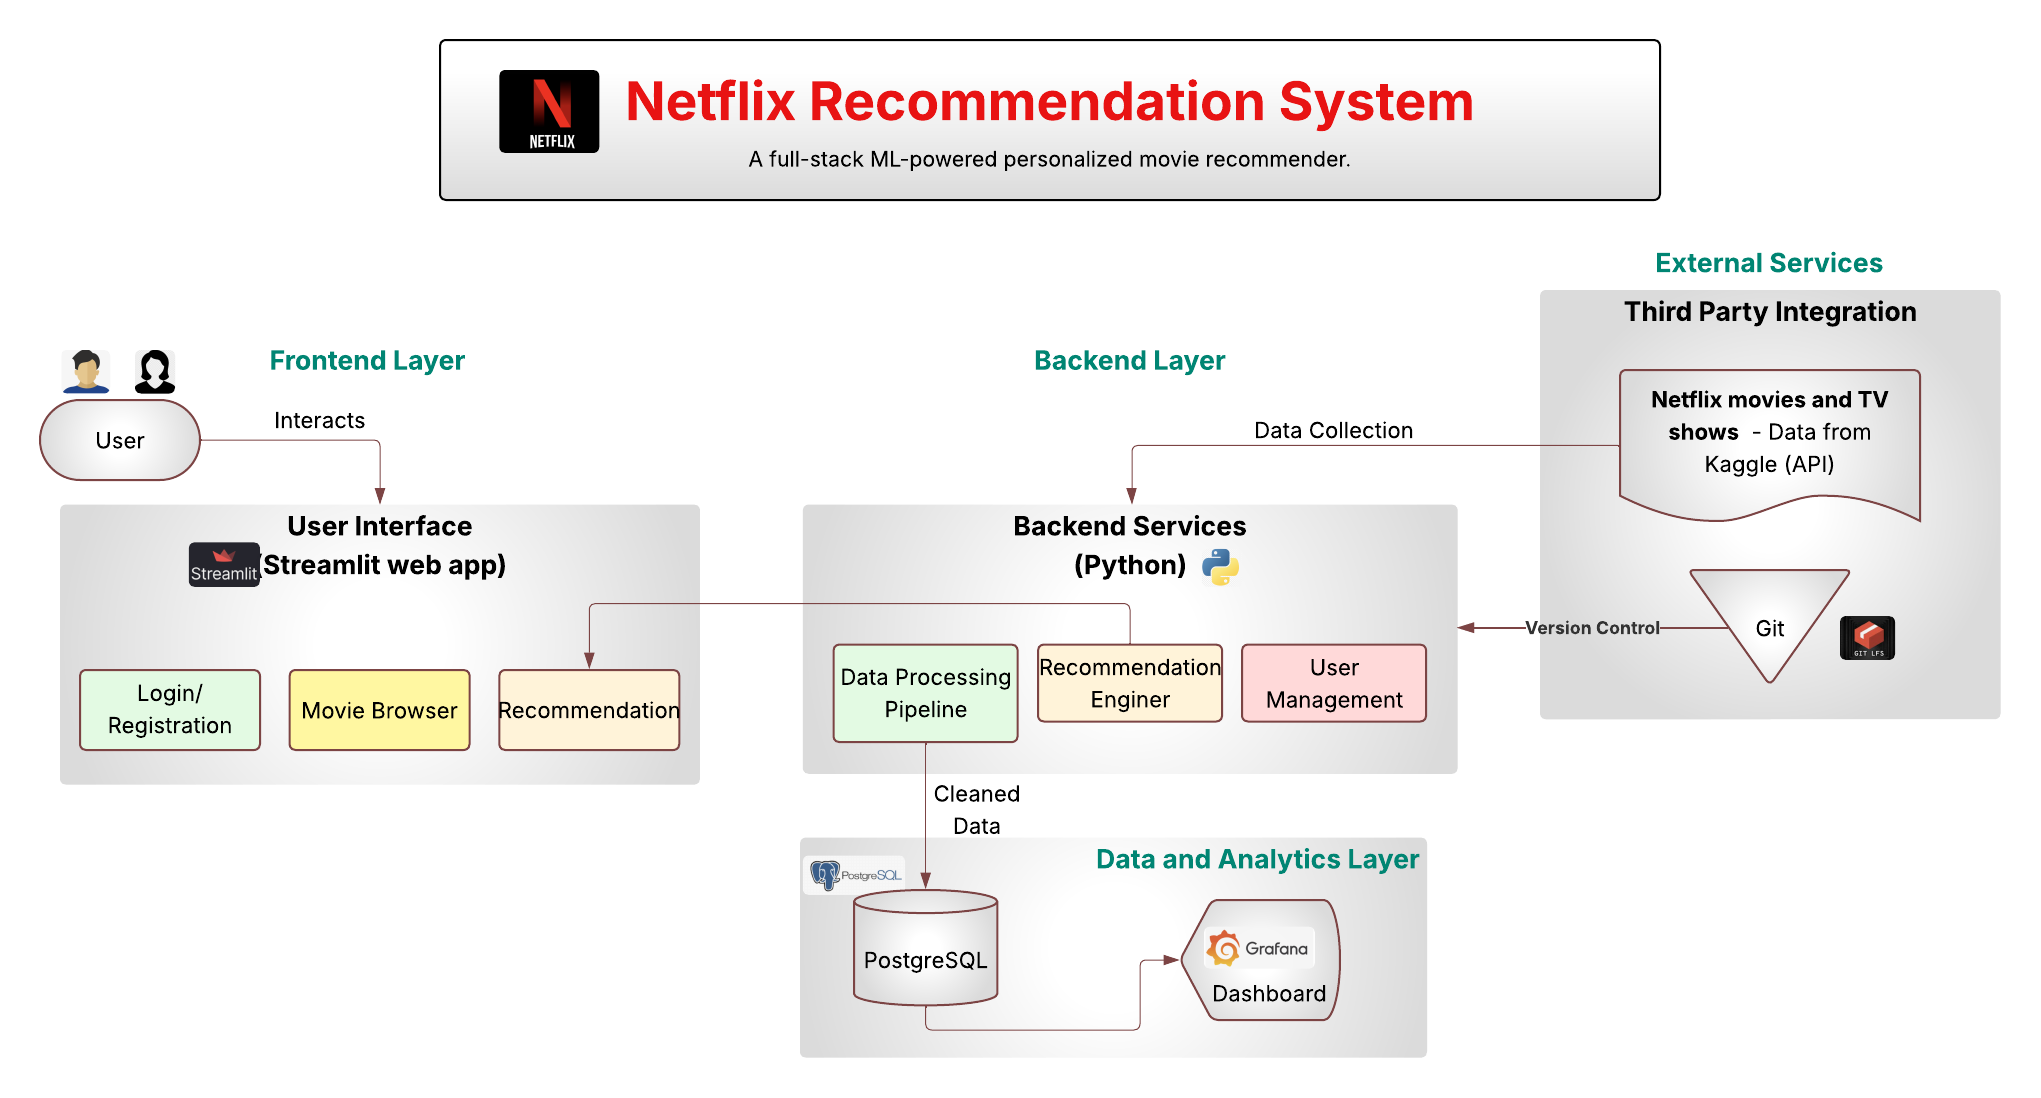 Netflix Recommendation System
NETFLIX
A full-stack ML-powered personalized movie recommender.
External Services
Third Party Integration
Netflix movies and TV
shows - Data from
Kaggle (API)
Git
GIT LFS
Version Control
Frontend Layer
Backend Layer
Interacts
User
Data Collection
User Interface
(Streamlit web app)
Streamlit
Login/
Registration
Movie Browser
Recommendation
Backend Services
(Python)
Data Processing
Pipeline
Recommendation
Enginer
User
Management
Cleaned
Data
Data and Analytics Layer
PostgreSQL
PostgreSQL
Grafana
Dashboard